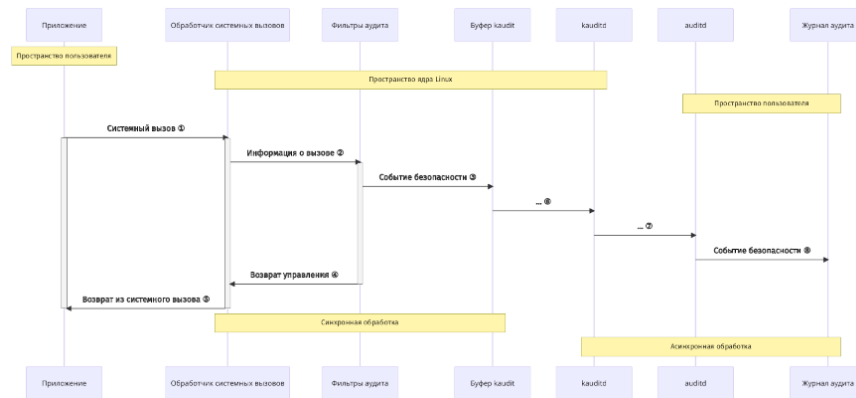 Приложение
Обработчик системных вызовов
Фильтры аудита
Буфер kaudit
kauditd
auditd
Журнал аудита
Пространство пользователя
Пространство ядра Linux
Пространство пользователя
Системный вызов ①
Информация о вызове ②
Событие безопасности ③
... ⑥
... ⑦
Событие безопасности ⑧
Возврат управления ④
Возврат из системного вызова ⑤
Синхронная обработка
Асинхронная обработка
Приложение
Обработчик системных вызовов
Фильтры аудита
Буфер kaudit
kauditd
auditd
Журнал аудита